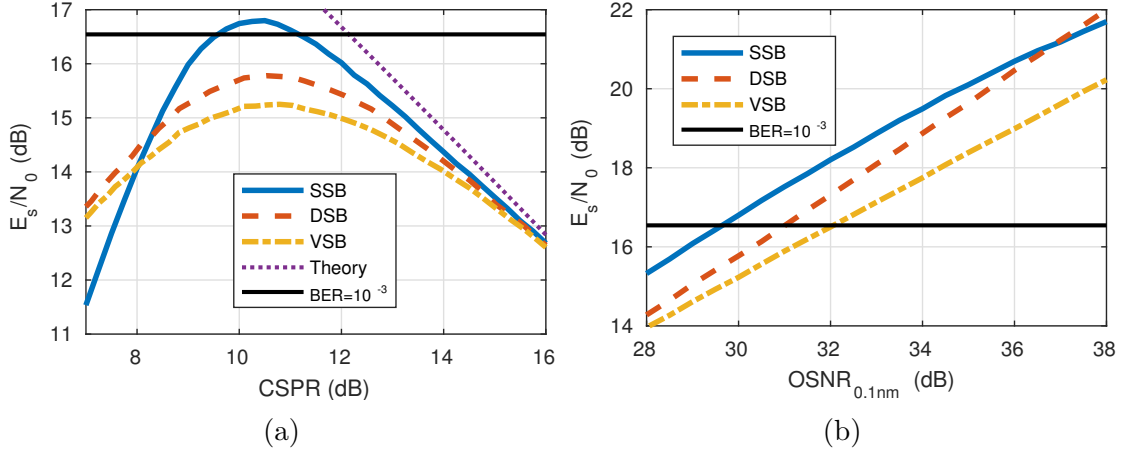 17
16
15
14
13
12
11
E_s/N_0 (dB)
SSB
DSB
VSB
Theory
BER=10^-3
8
10
12
14
16
CSPR (dB)
(a)
22
20
18
16
14
E_s/N_0 (dB)
SSB
DSB
VSB
BER=10^-3
28
30
32
34
36
38
OSNR_0.1nm (dB)
(b)